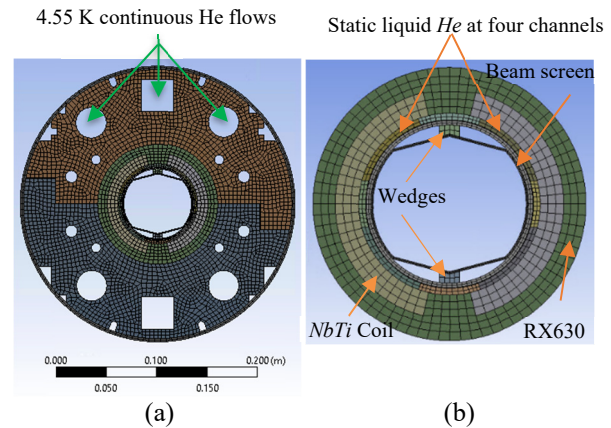 4.55 K continuous He flows
Static liquid He at four channels
Beam screen
Wedges
NbTi Coil
RX630
0.000
0.100
0.200 (m)
0.050
0.150
(a)
(b)